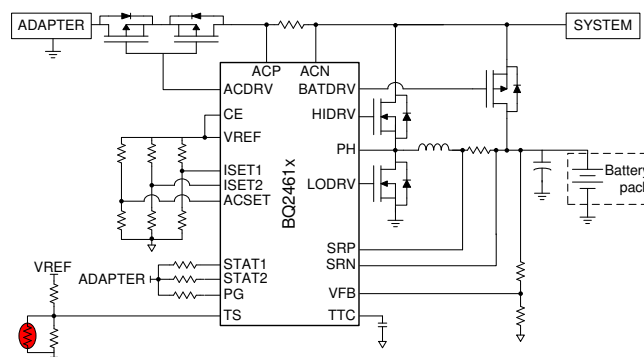 ADAPTER
SYSTEM
ACP
ACN
ACDRV
BATDRV
CE
HIDRV
VREF
PH
ISET1
ISET2
LODRV
ACSET
BQ2461x
Battery
pack
SRP
SRN
VREF
ADAPTER
STAT1
STAT2
PG
VFB
TS
TTC